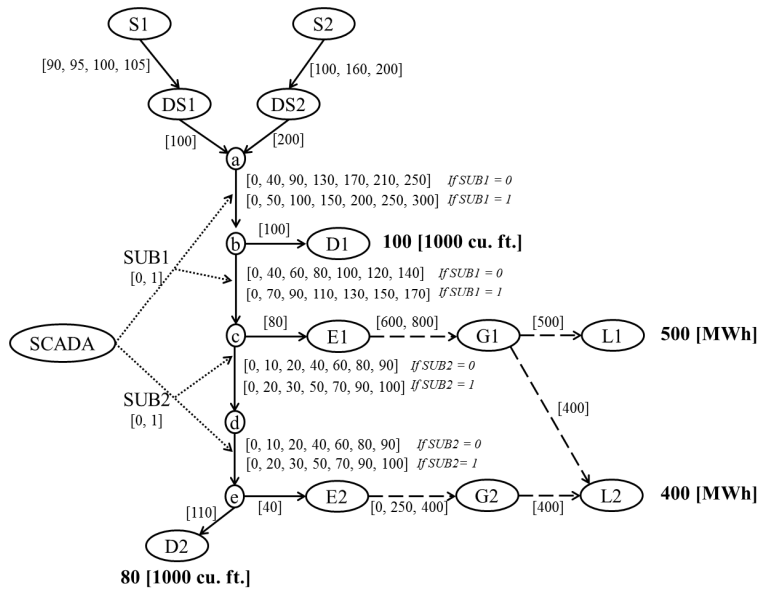 S1
S2
[90, 95, 100, 105]
[100, 160, 200]
DS1
DS2
[100]
[200]
a
[0, 40, 90, 130, 170, 210, 250] If SUB1 = 0
[0, 50, 100, 150, 200, 250, 300] If SUB1 = 1
[100]
b
D1
100 [1000 cu. ft.]
SUB1
[0, 1]
[0, 40, 60, 80, 100, 120, 140] If SUB1 = 0
[0, 70, 90, 110, 130, 150, 170] If SUB1 = 1
[80]
[600, 800]
[500]
SCADA
c
E1
G1
L1
500 [MWh]
[0, 10, 20, 40, 60, 80, 90] If SUB2 = 0
[0, 20, 30, 50, 70, 90, 100] If SUB2 = 1
SUB2
[0, 1]
[400]
d
[0, 10, 20, 40, 60, 80, 90] If SUB2 = 0
[0, 20, 30, 50, 70, 90, 100] If SUB2= 1
e
E2
G2
L2
400 [MWh]
[110]
[40]
[0, 250, 400]
[400]
D2
80 [1000 cu. ft.]